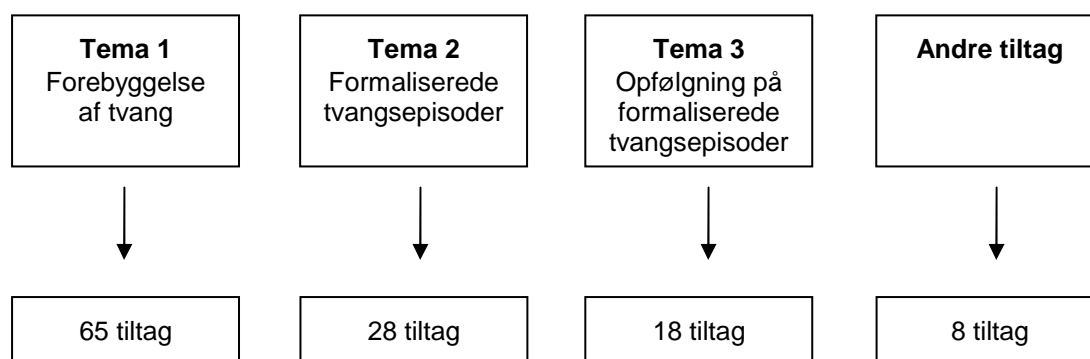 Tema 1
Forebyggelse
af tvang
Tema 2
Formaliserede
tvangsepisoder
Tema 3
Opfølgning på
formaliserede
tvangsepisoder
Andre tiltag
65 tiltag
28 tiltag
18 tiltag
8 tiltag